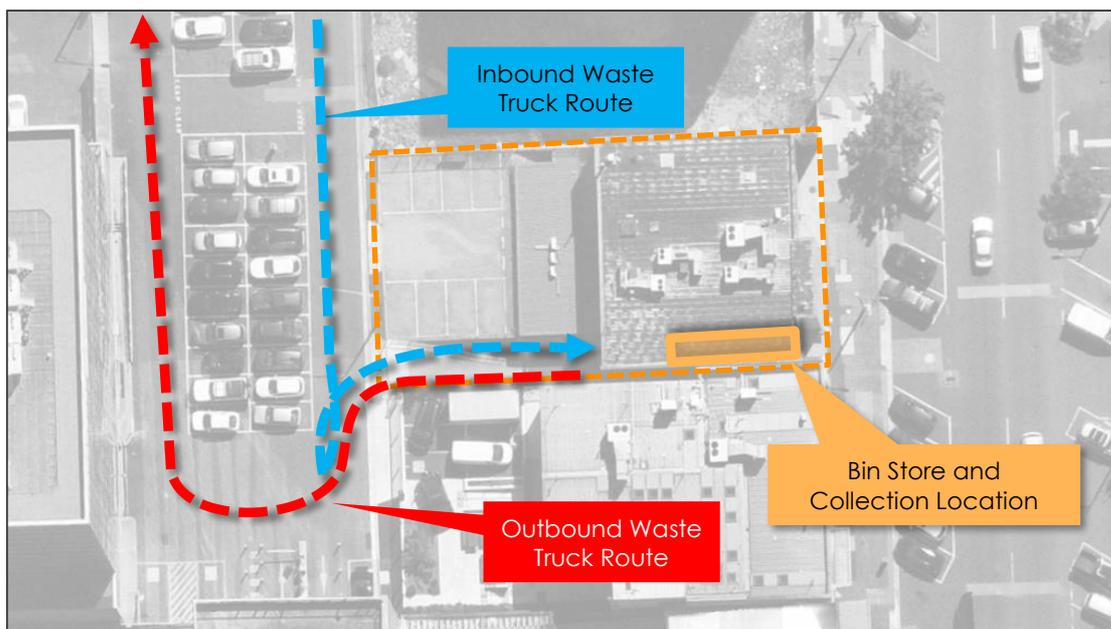 Inbound Waste
Truck Route
Bin Store and
Collection Location
Outbound Waste
Truck Route